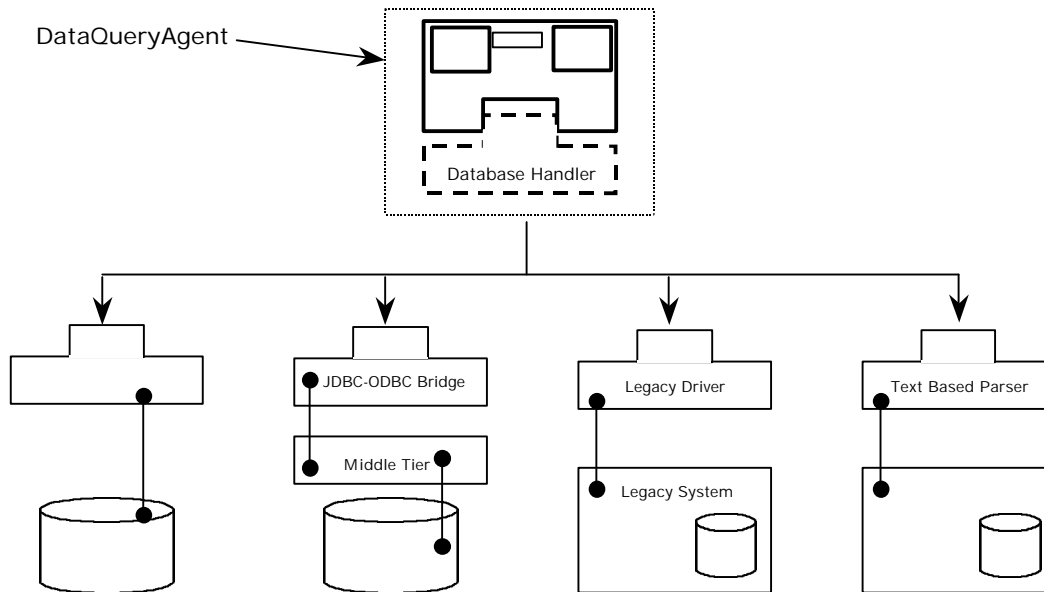 DataQueryAgent
Database Handler
JDBC-ODBC Bridge
Legacy Driver
Text Based Parser
Middle Tier
Legacy System